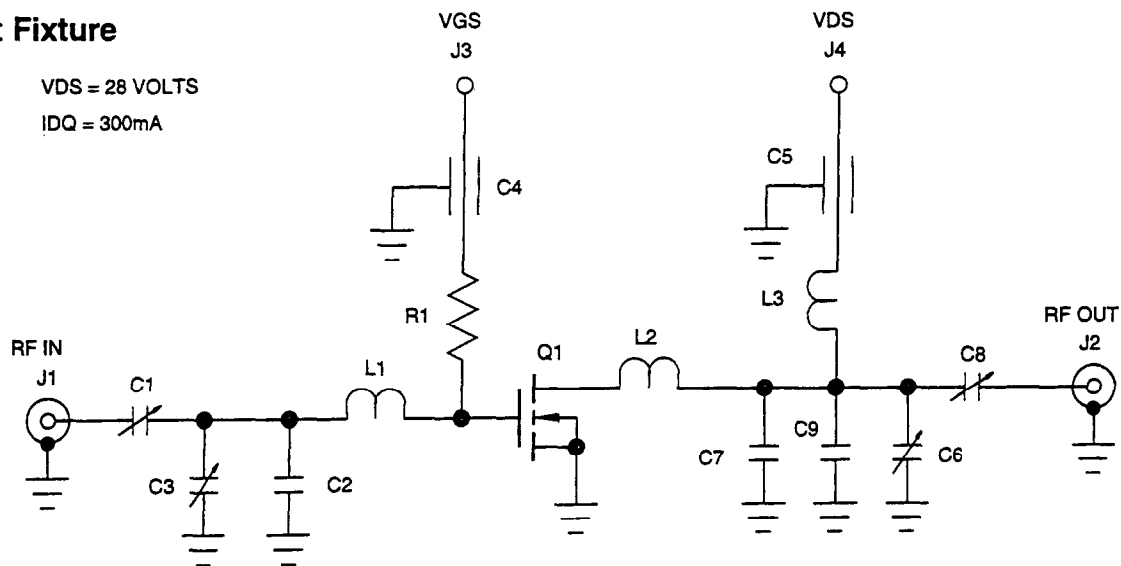 Fixture
VDS = 28 VOLTS
IDQ = 300mA
VGS
J3
VDS
J4
C4
C5
R1
L3
RF IN
J1
C1
L1
Q1
L2
C8
RF OUT
J2
C3
C2
C7
C9
C6